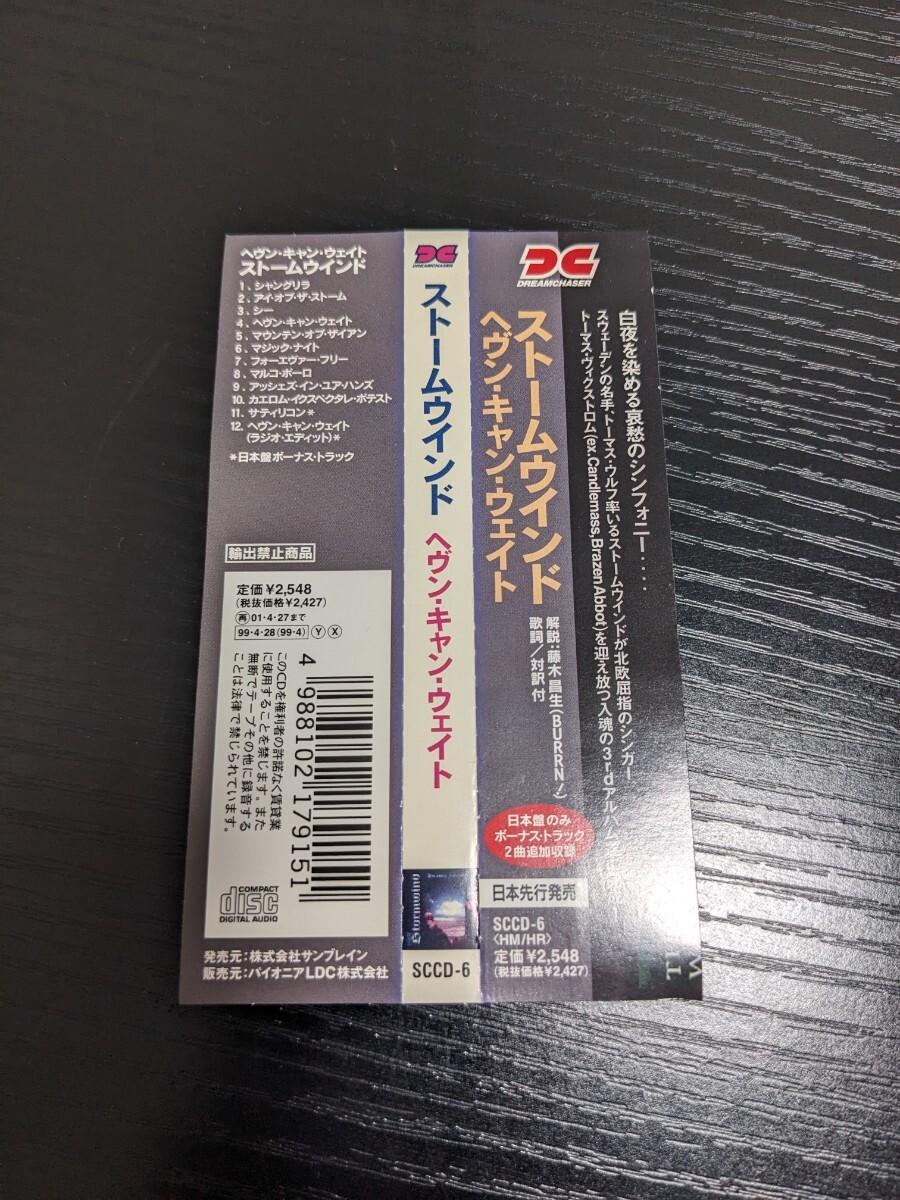 ヘヴン・キャン・ウェイト
ストームウインド
1. シャングリラ
2. アイ・オブ・ザ・ストーム
3. シー
4. ヘヴン・キャン・ウェイト
5. マウンテン・オブ・ザイアン
6. マジック・ナイト
7. フォーエヴァー・フリー
8. マルコ・ポーロ
9. アッシェズ・イン・ユア・ハンズ
10. カエロム・イクスペクタレ・ポテスト
11. サティリコン*
12. ヘヴン・キャン・ウェイト
(ラジオ・エディット)*
*日本盤ボーナス・トラック
輸出禁止商品
定価¥2,548
(税抜価格¥2,427)
再01・4・27まで
99・4・28(99・4) Y X
このCDを権利者の許諾なく賃貸業
に使用することを禁じます。また
無断でテープその他に録音する
ことは法律で禁じられています。
4 988102 179151
COMPACT
disc
DIGITAL AUDIO
発売元:株式会社サンブレイン
販売元:パイオニアLDC株式会社
DC
DREAMCHASER
ストームウインド
ヘヴン・キャン・ウェイト
Stormwind
SCCD-6
DC
DREAMCHASER
ストームウインド
ヘヴン・キャン・ウェイト
解説:藤木昌生(BURRN!)
歌詞/対訳付
日本盤のみ
ボーナス・トラック
2曲追加収録
日本先行発売
SCCD-6
〈HM/HR〉
定価¥2,548
(税抜価格¥2,427)
白夜を染める哀愁のシンフォニー・・・・
スウェーデンの名手・トーマス・ウルフ率いるストームウインドが北欧屈指のシンガー
トーマス・ヴィクストロム(ex.Candlemass,Brazen Abbot)を迎え放つ入魂の3rdアルバム